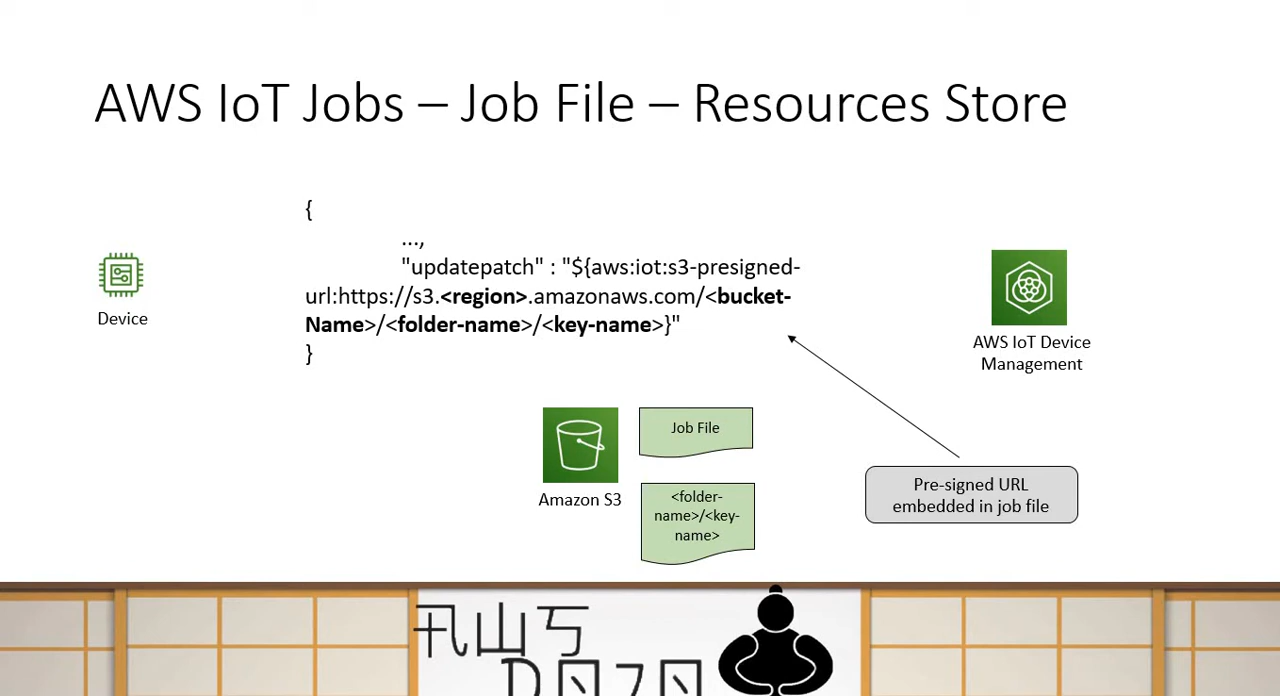 AWS IoT Jobs – Job File – Resources Store
{
...,
"updatepatch" : "${aws:iot:s3-presigned-
url:https://s3.<region>.amazonaws.com/<bucket-
Name>/<folder-name>/<key-name>}"
}
Device
AWS IoT Device
Management
Job File
Amazon S3
<folder-
name>/<key-
name>
Pre-signed URL
embedded in job file